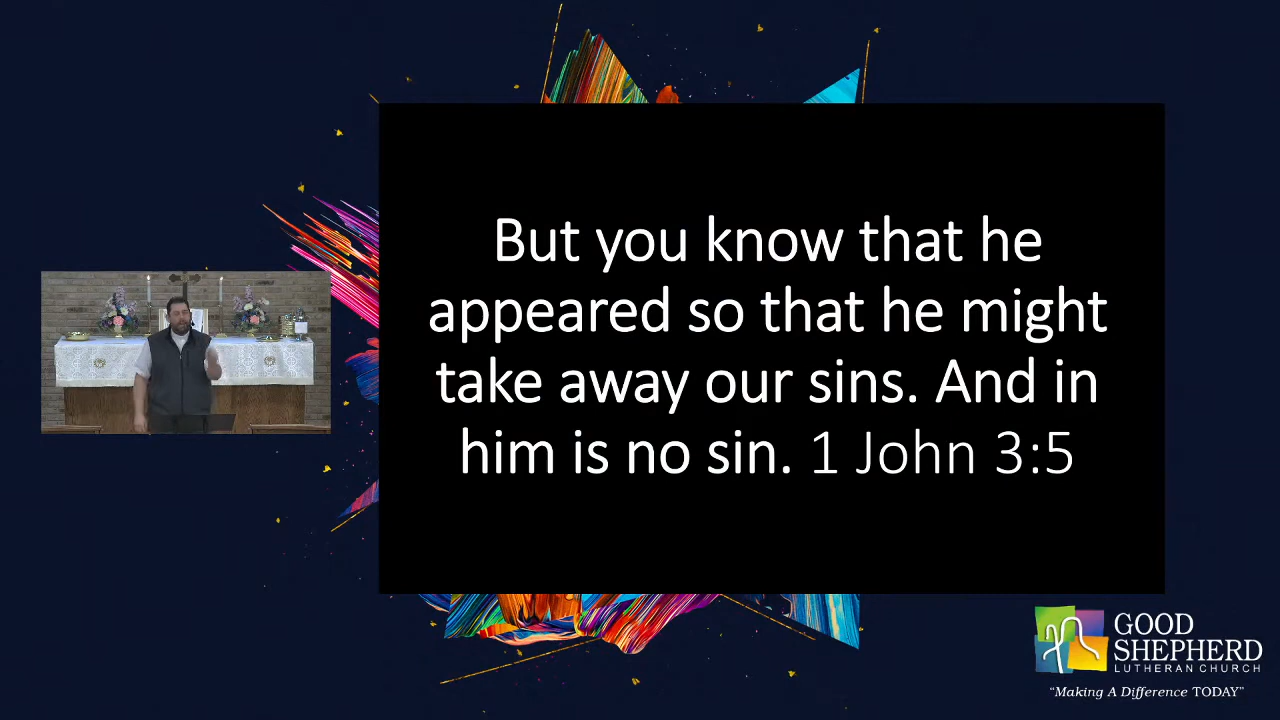 But you know that he
appeared so that he might
take away our sins. And in
him is no sin. 1 John 3:5
GOOD
SHEPHERD
LUTHERAN CHURCH
"Making A Difference TODAY"